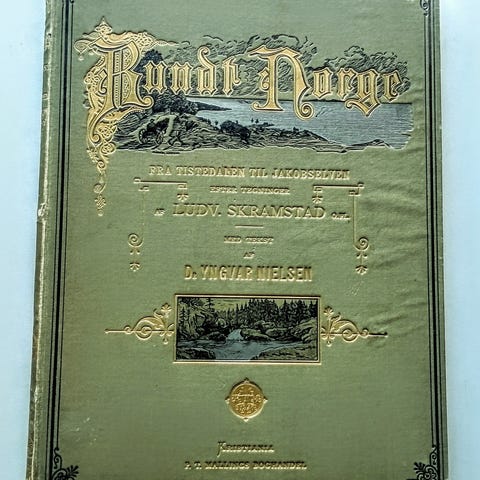 Rundt Norge
FRA TISTEDALEN TIL JAKOBSELVEN
EFTER TEGNINGER
AF LUDV. SKRAMSTAD O.FL.
MED TEKST
AF
DR YNGVAR NIELSEN
KRISTIANIA
P. T. MALLINGS BOGHANDEL